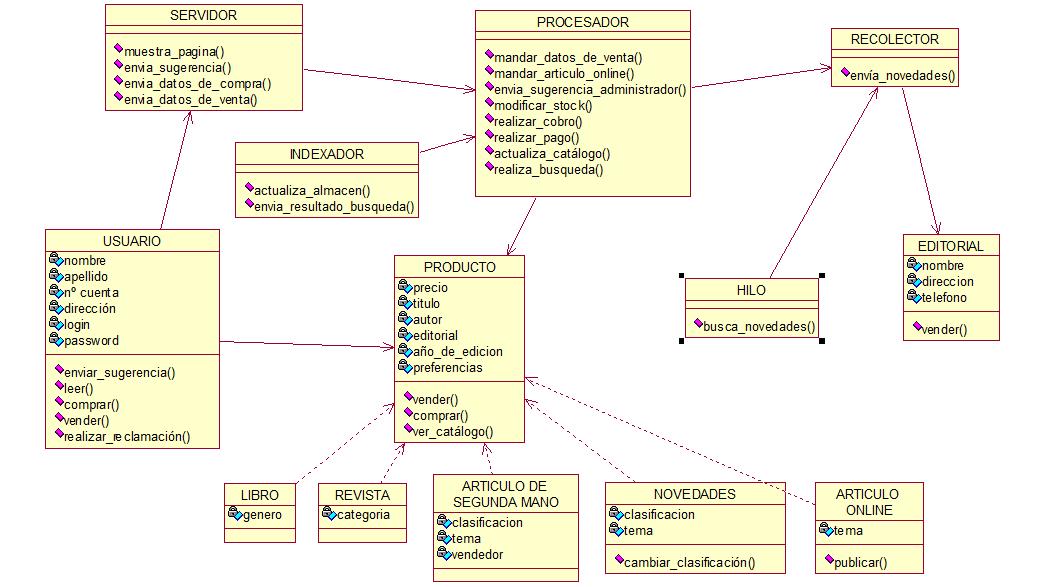 SERVIDOR
muestra_pagina()
envia_sugerencia()
envia_datos_de_compra()
envia_datos_de_venta()
PROCESADOR
mandar_datos_de_venta()
mandar_articulo_online()
envia_sugerencia_administrador()
modificar_stock()
realizar_cobro()
realizar_pago()
actualiza_catálogo()
realiza_busqueda()
RECOLECTOR
envía_novedades()
INDEXADOR
actualiza_almacen()
envia_resultado_busqueda()
USUARIO
nombre
apellido
nº cuenta
dirección
login
password
enviar_sugerencia()
leer()
comprar()
vender()
realizar_reclamación()
PRODUCTO
precio
titulo
autor
editorial
año_de_edicion
preferencias
vender()
comprar()
ver_catálogo()
HILO
busca_novedades()
EDITORIAL
nombre
direccion
telefono
vender()
LIBRO
genero
REVISTA
categoria
ARTICULO DE
SEGUNDA MANO
clasificacion
tema
vendedor
NOVEDADES
clasificacion
tema
cambiar_clasificación()
ARTICULO
ONLINE
tema
publicar()